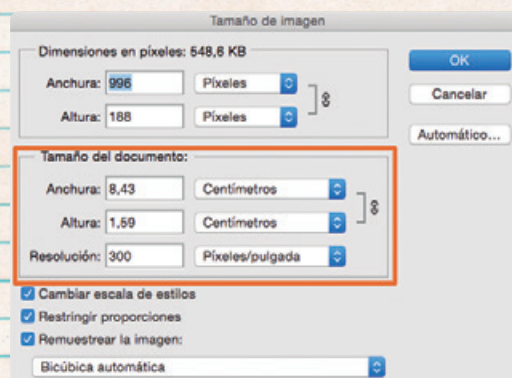 Tamaño de imagen
Dimensiones en píxeles: 548,6 KB
OK
Anchura: 996 Píxeles
Cancelar
Altura: 188 Píxeles
Automático...
Tamaño del documento:
Anchura: 8,43 Centímetros
Altura: 1,59 Centímetros
Resolución: 300 Píxeles/pulgada
Cambiar escala de estilos
Restringir proporciones
Remuestrear la imagen:
Bicúbica automática